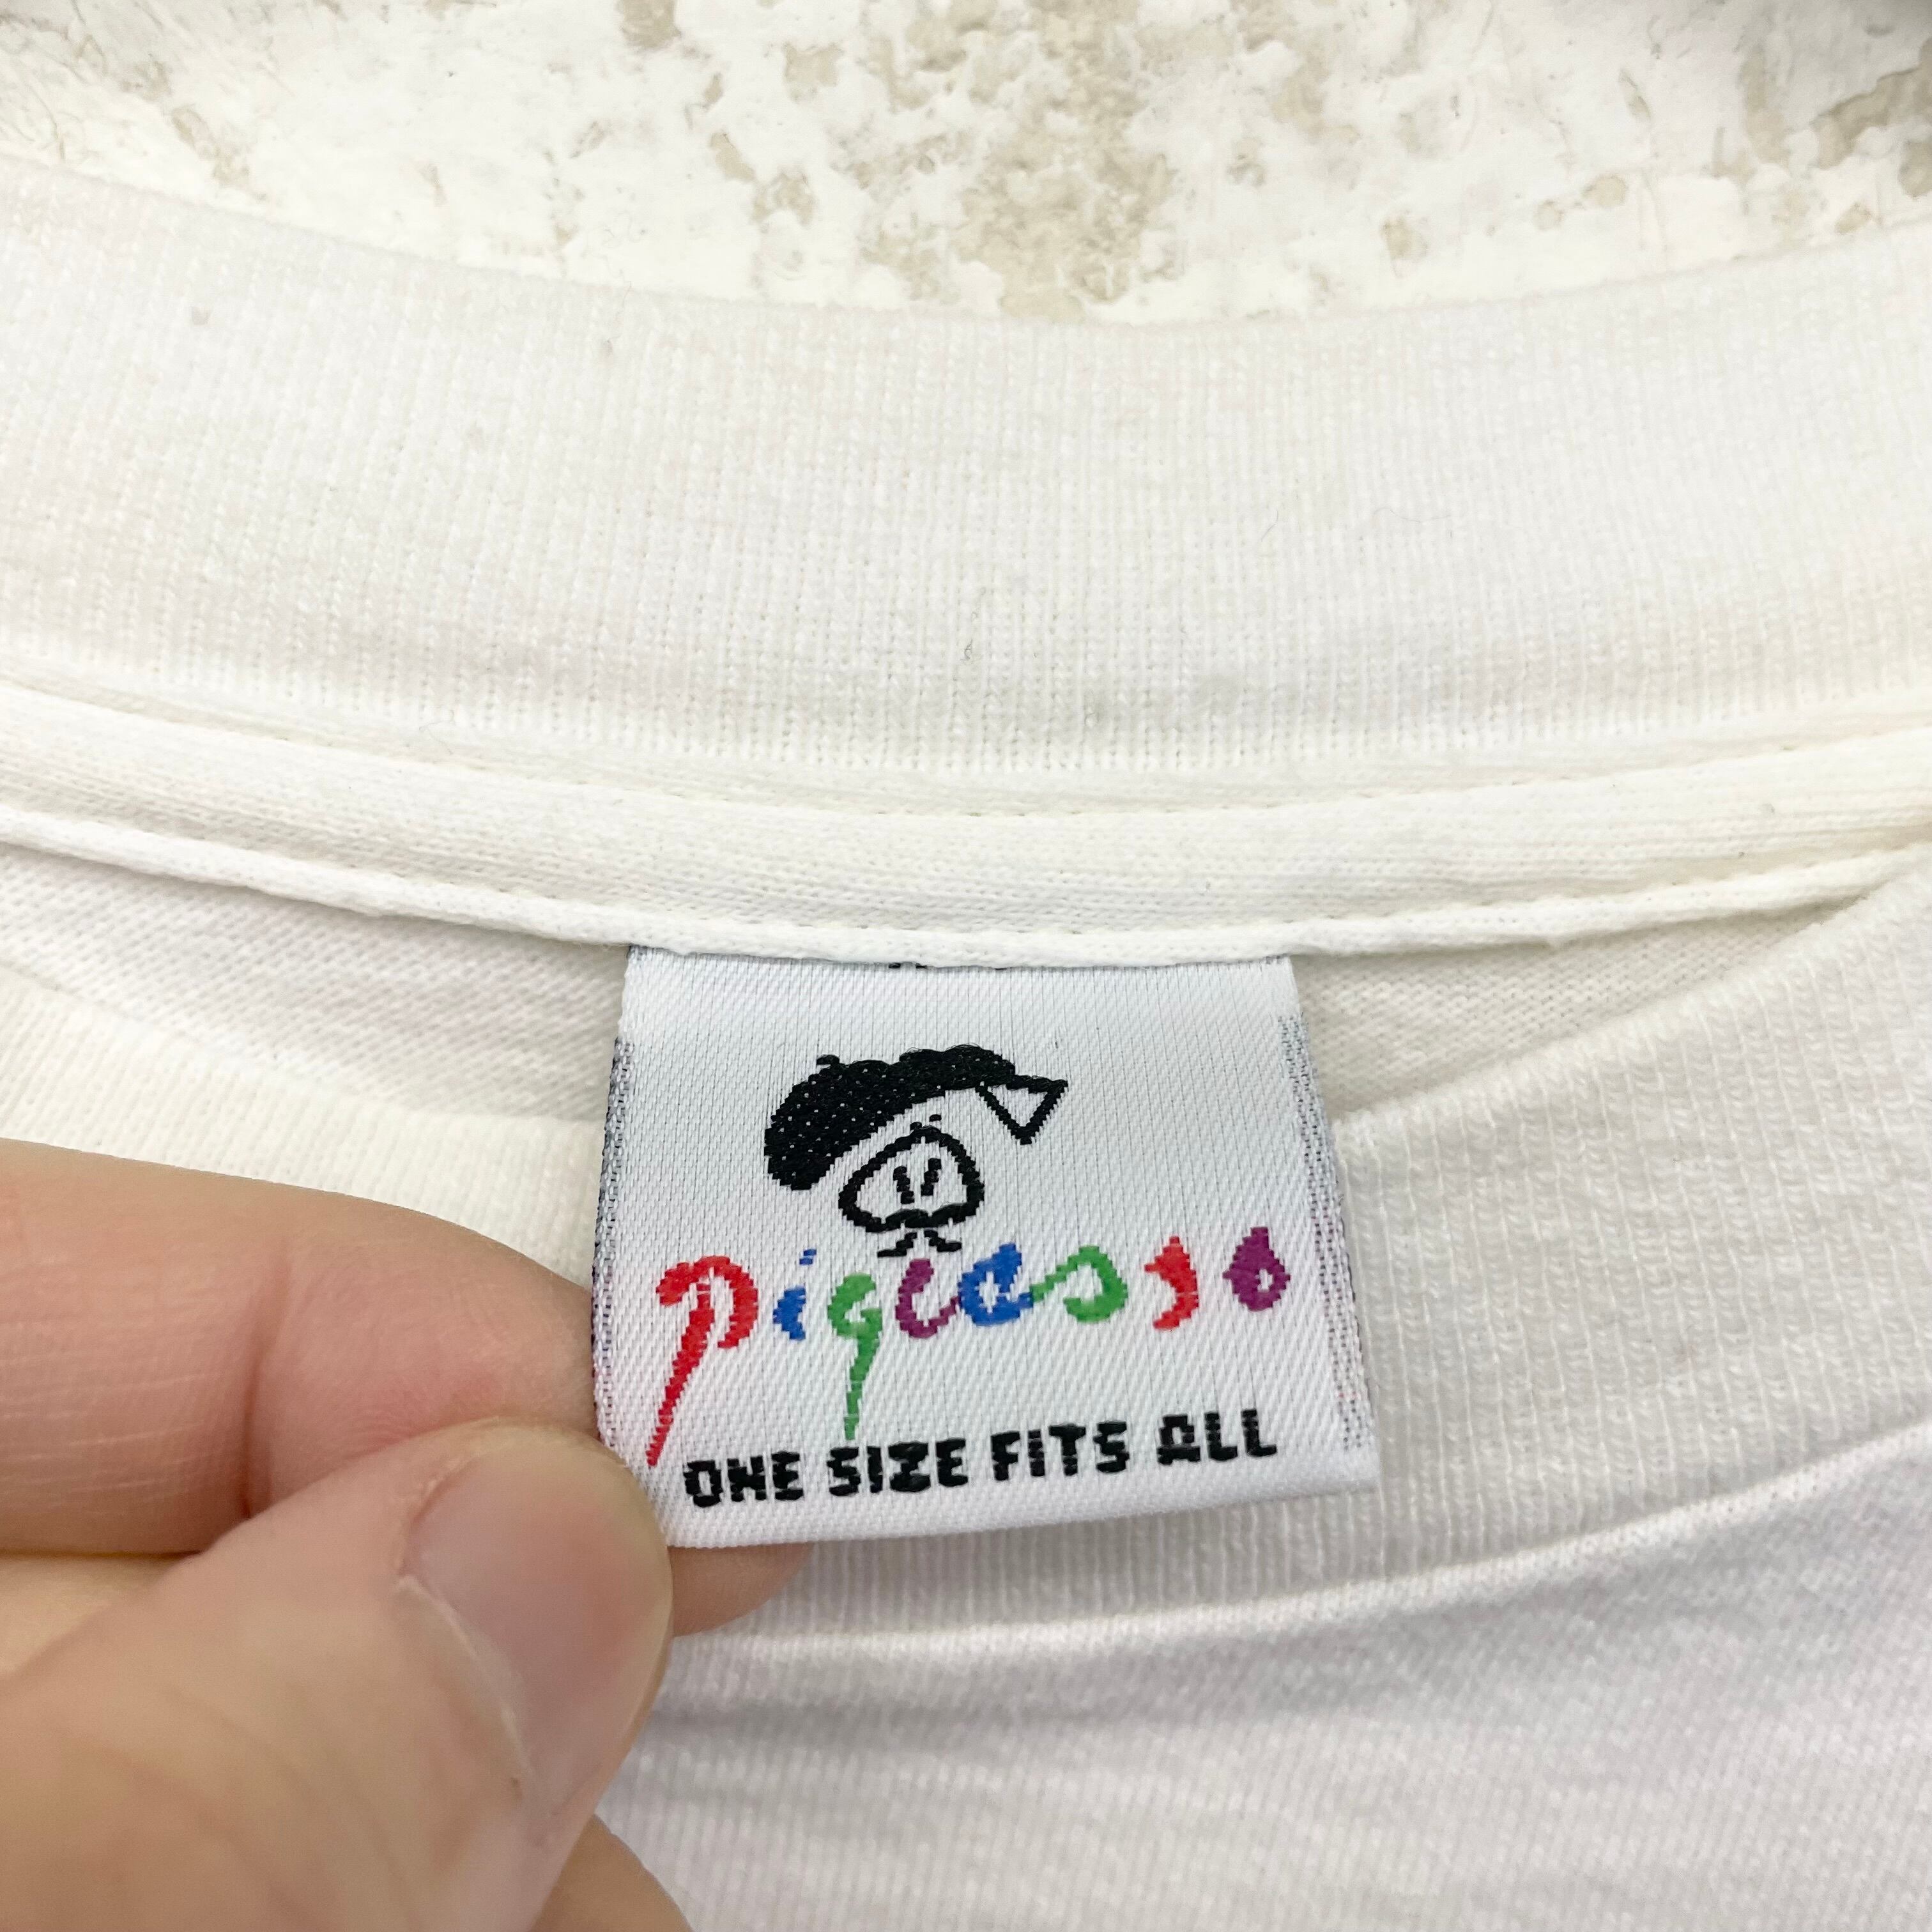 pigcasso
ONE SIZE FITS ALL